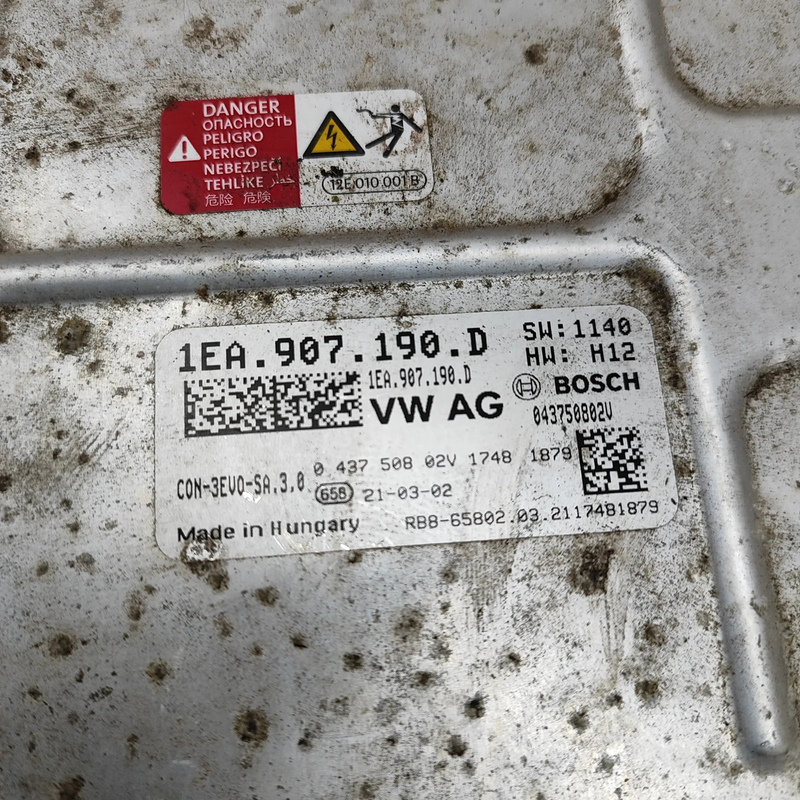 DANGER
ОПАСНОСТЬ
PELIGRO
PERIGO
NEBEZPEČÍ
TEHLİKE خطر
危险 危険
12E 010 001 B
1EA.907.190.D
SW: 1140
HW: H12
1EA.907.190.D
VW AG
BOSCH
043750802V
0 437 508 02V 1748 1879
CON-3EVO-SA.3.0
658 21-03-02
Made in Hungary
RB8-65802.03.2117481879